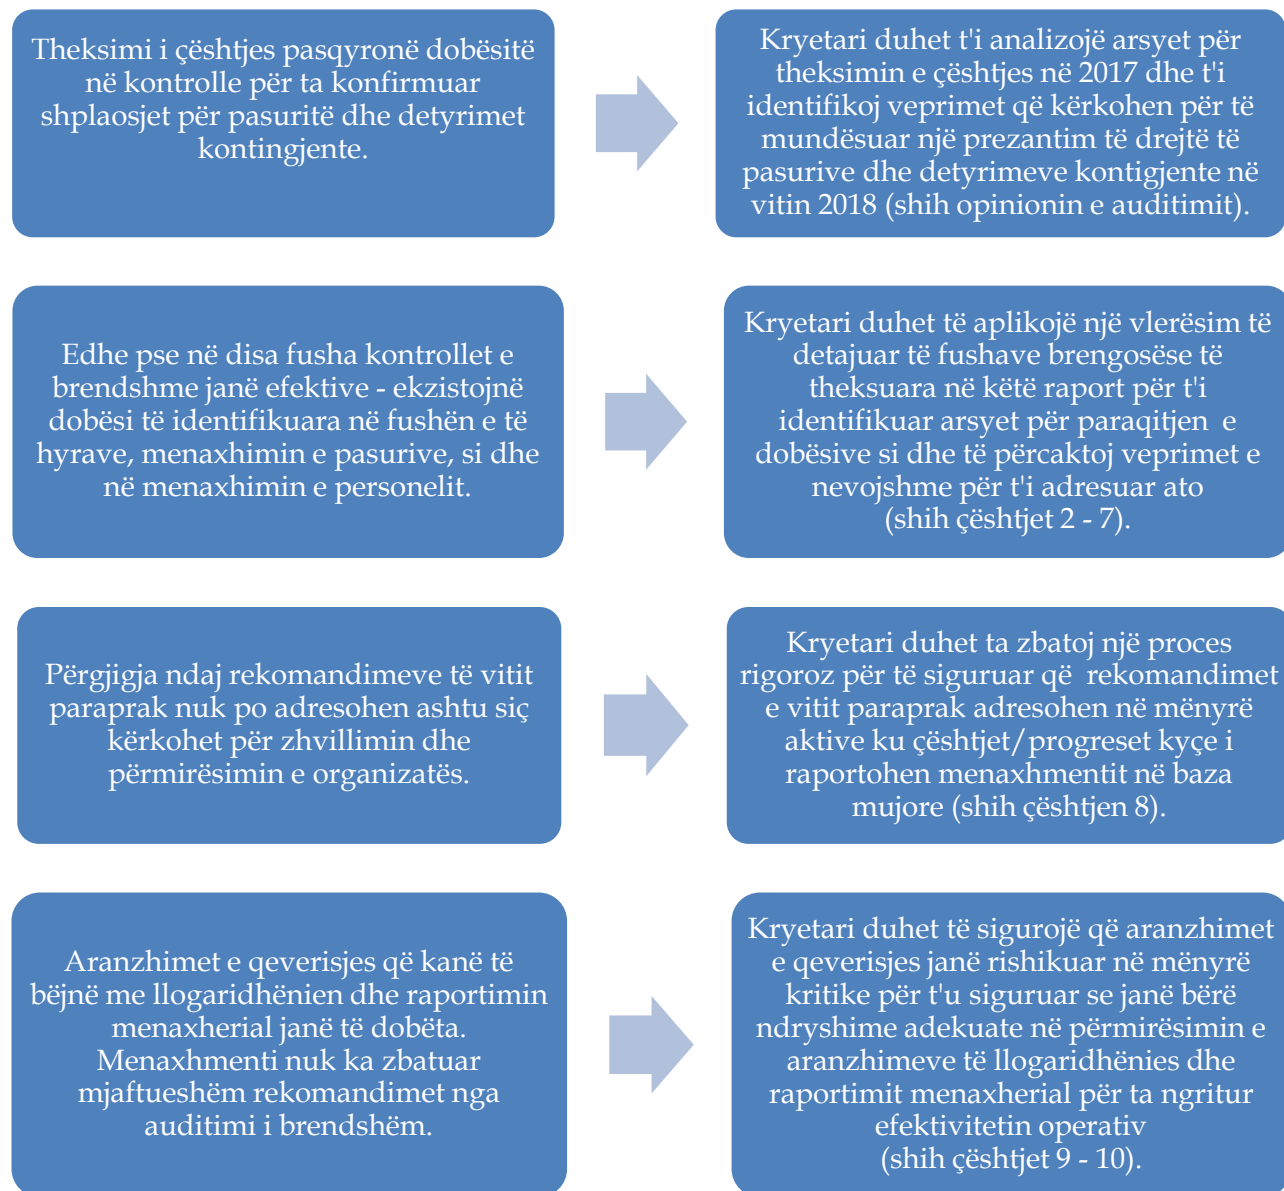 Theksimi i çështjes pasqyronë dobësitë
në kontrolle për ta konfirmuar
shplaosjet për pasuritë dhe detyrimet
kontingjente.
Kryetari duhet t'i analizojë arsyet për
theksimin e çështjes në 2017 dhe t'i
identifikoj veprimet që kërkohen për të
mundësuar një prezantim të drejtë të
pasurive dhe detyrimeve kontigjente në
vitin 2018 (shih opinionin e auditimit).
Edhe pse në disa fusha kontrollet e
brendshme janë efektive - ekzistojnë
dobësi të identifikuara në fushën e të
hyrave, menaxhimin e pasurive, si dhe
në menaxhimin e personelit.
Kryetari duhet të aplikojë një vlerësim të
detajuar të fushave brengosëse të
theksuara në këtë raport për t'i
identifikuar arsyet për paraqitjen e
dobësive si dhe të përcaktoj veprimet e
nevojshme për t'i adresuar ato
(shih çështjet 2 - 7).
Përgjigja ndaj rekomandimeve të vitit
paraprak nuk po adresohen ashtu siç
kërkohet për zhvillimin dhe
përmirësimin e organizatës.
Kryetari duhet ta zbatoj një proces
rigoroz për të siguruar që rekomandimet
e vitit paraprak adresohen në mënyrë
aktive ku çështjet/progreset kyçe i
raportohen menaxhmentit në baza
mujore (shih çështjen 8).
Aranzhimet e qeverisjes që kanë të
bëjnë me llogaridhënien dhe raportimin
menaxherial janë të dobëta.
Menaxhmenti nuk ka zbatuar
mjaftueshëm rekomandimet nga
auditimi i brendshëm.
Kryetari duhet të sigurojë që aranzhimet
e qeverisjes janë rishikuar në mënyrë
kritike për t'u siguruar se janë bërë
ndryshime adekuate në përmirësimin e
aranzhimeve të llogaridhënies dhe
raportimit menaxherial për ta ngritur
efektivitetin operativ
(shih çështjet 9 - 10).